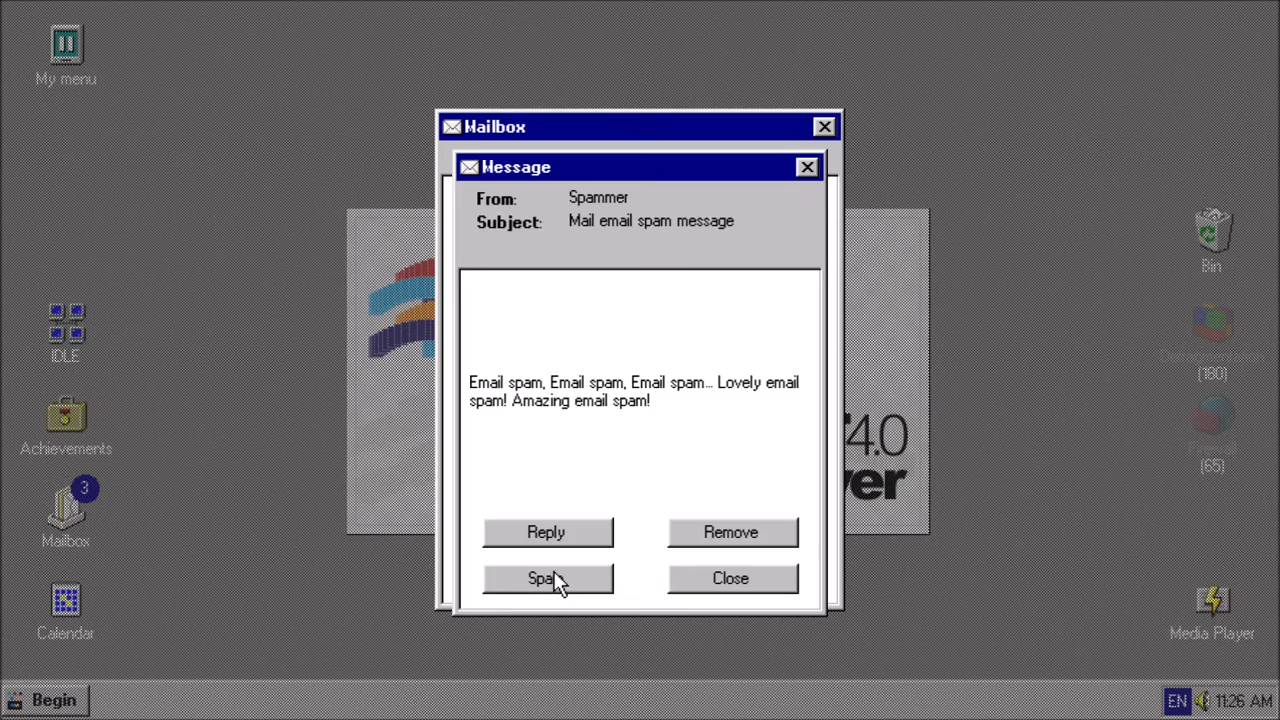 My menu
Mailbox
Message
From: Spammer
Subject: Mail email spam message
Email spam, Email spam, Email spam... Lovely email
spam! Amazing email spam!
Reply
Remove
Close
4.0
ver
IDLE
Achievements
3
Mailbox
Calendar
Bin
(180)
(65)
Media Player
Begin
EN
11:26 AM